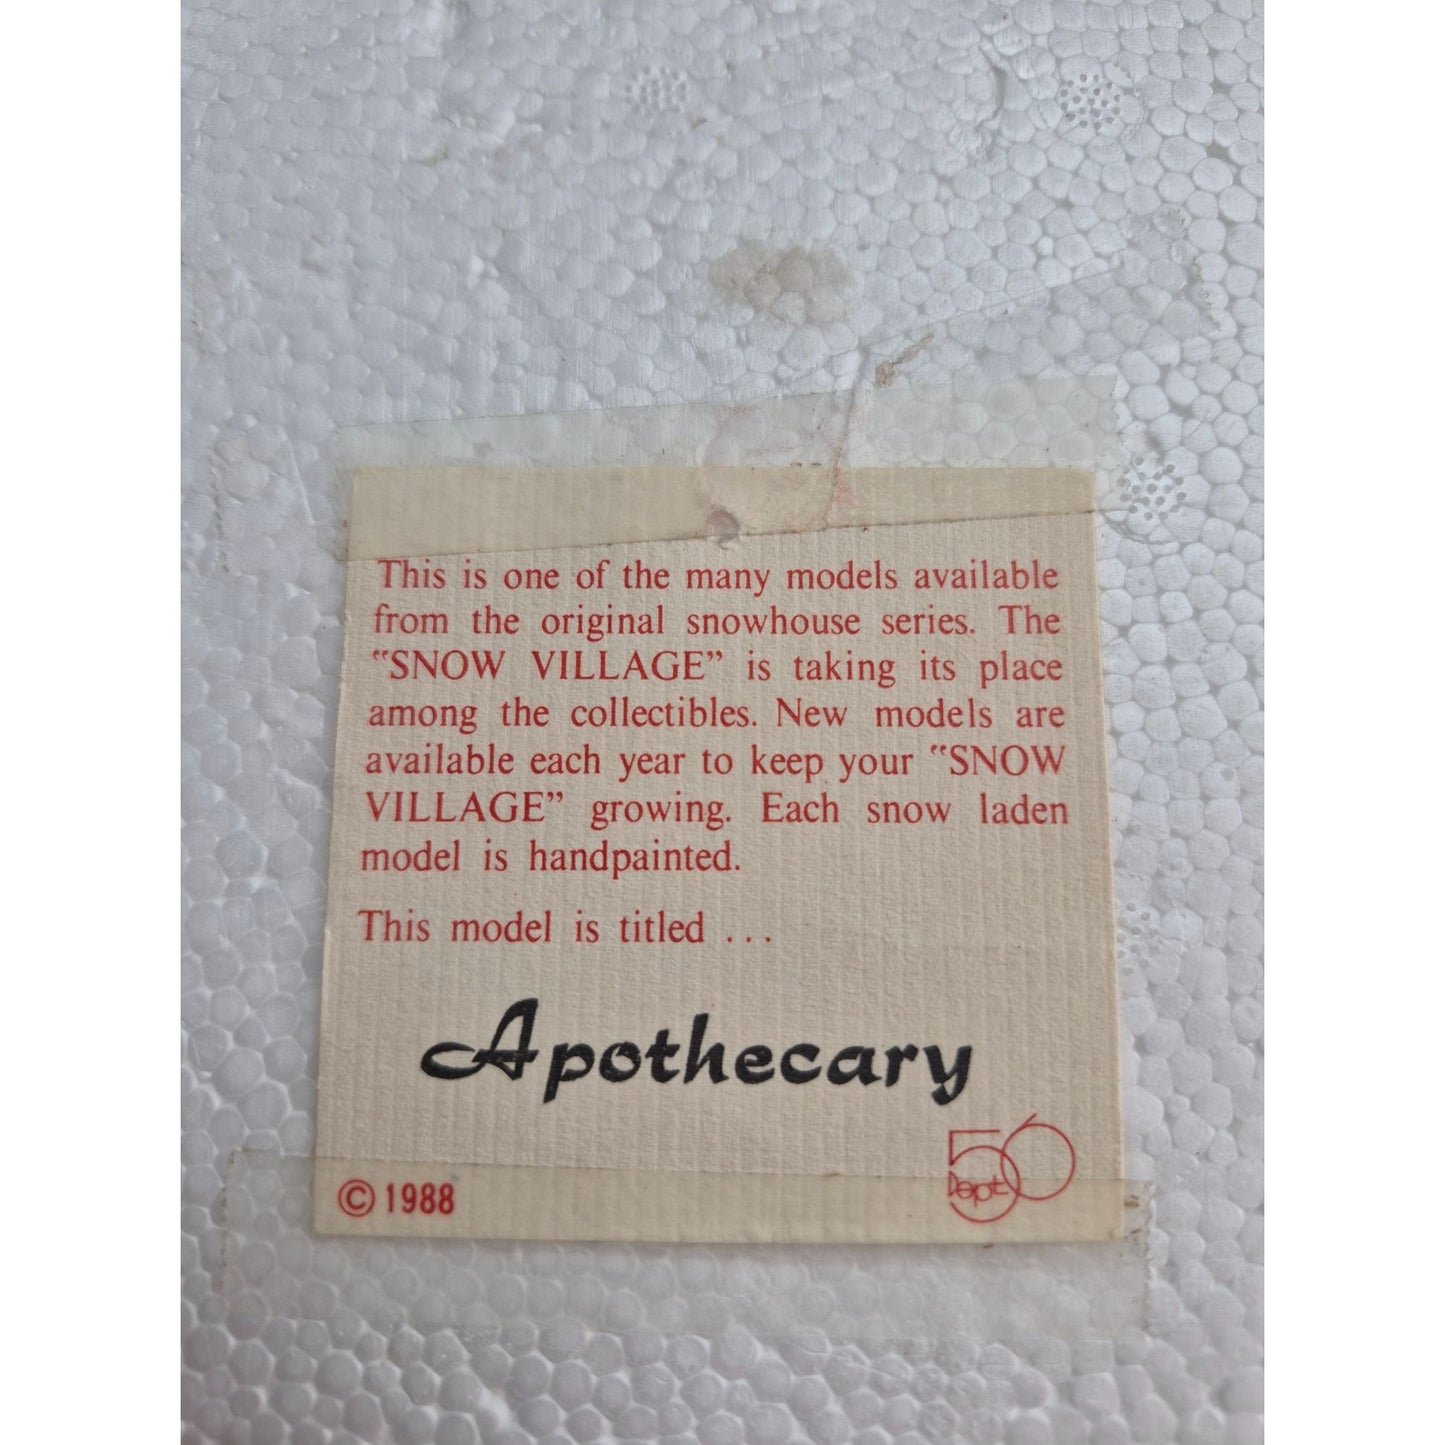 This is one of the many models available
from the original snowhouse series. The
“SNOW VILLAGE” is taking its place
among the collectibles. New models are
available each year to keep your “SNOW
VILLAGE” growing. Each snow laden
model is handpainted.
This model is titled ...
Apothecary
56
Dept
© 1988